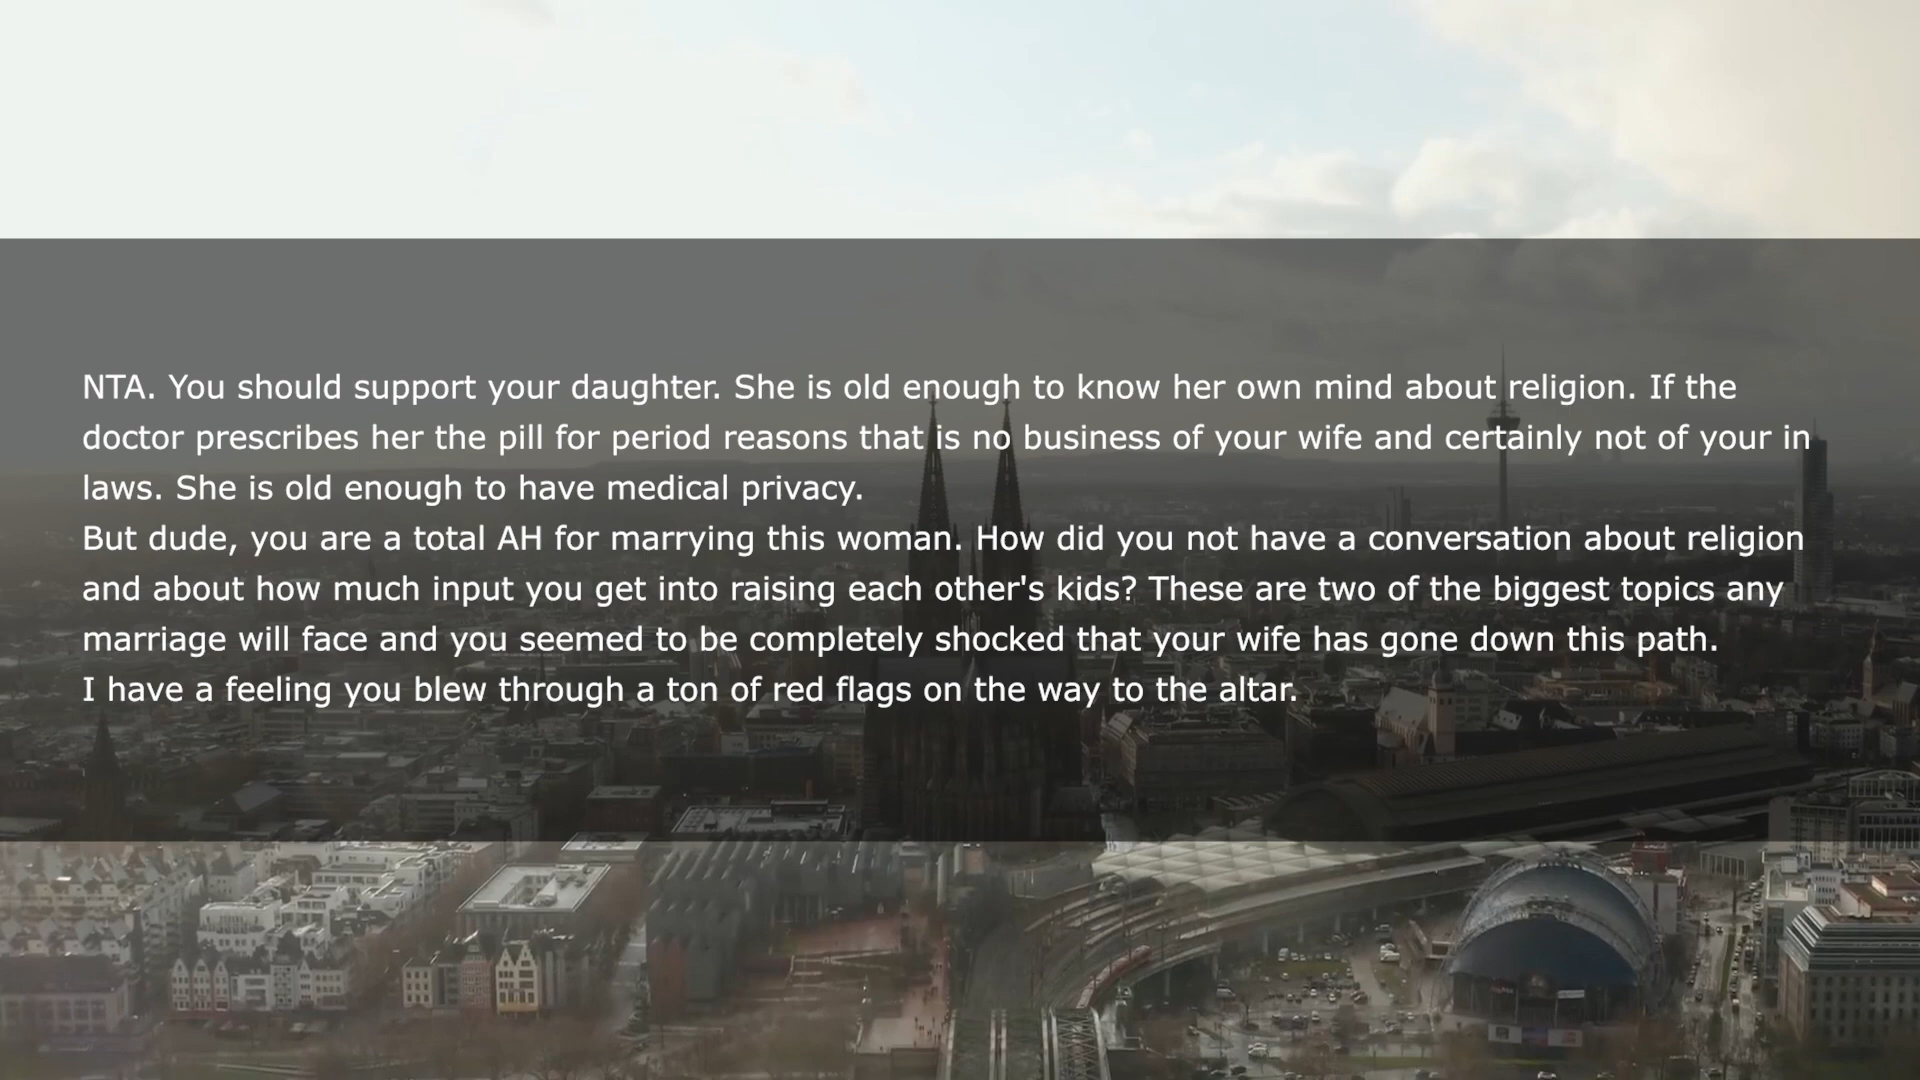 NTA. You should support your daughter. She is old enough to know her own mind about religion. If the
doctor prescribes her the pill for period reasons that is no business of your wife and certainly not of your in
laws. She is old enough to have medical privacy.
But dude, you are a total AH for marrying this woman. How did you not have a conversation about religion
and about how much input you get into raising each other's kids? These are two of the biggest topics any
marriage will face and you seemed to be completely shocked that your wife has gone down this path.
I have a feeling you blew through a ton of red flags on the way to the altar.